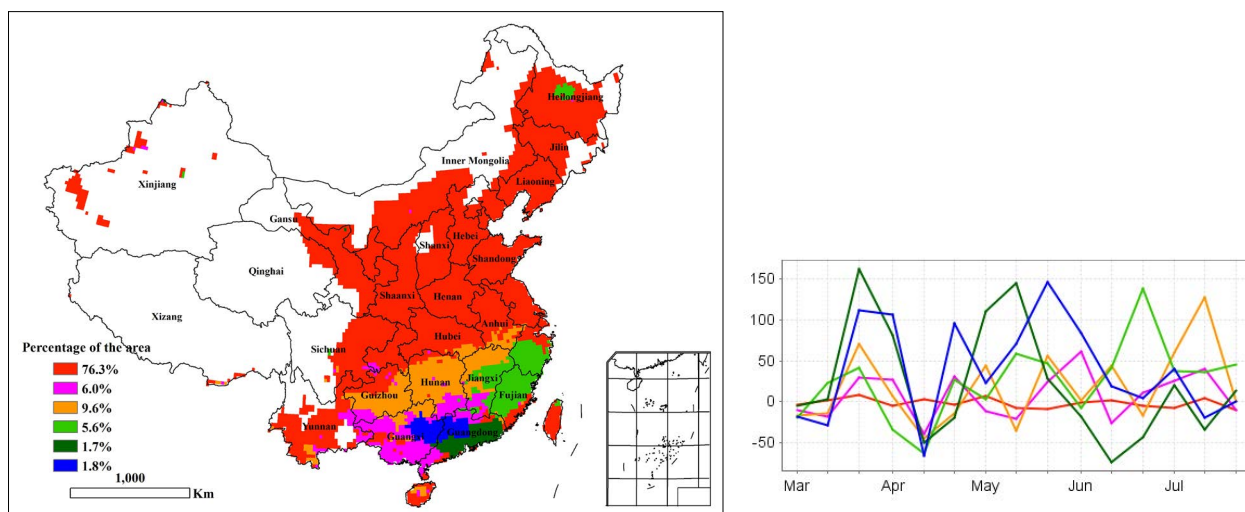 Heilongjiang
Jilin
Inner Mongolia
Liaoning
Xinjiang
Gansu
Hebei
Shanxi
Shandong
Qinghai
Shaanxi
Henan
Xizang
Anhui
Habei
Sichuan
Jiangxi
Hunan
Guizhou
Fujian
Yunnan
Guangxi
Guangdong
Percentage of the area
76.3%
6.0%
9.6%
5.6%
1.7%
1.8%
1,000
Km
150
100
50
0
-50
Mar Apr May Jun Jul